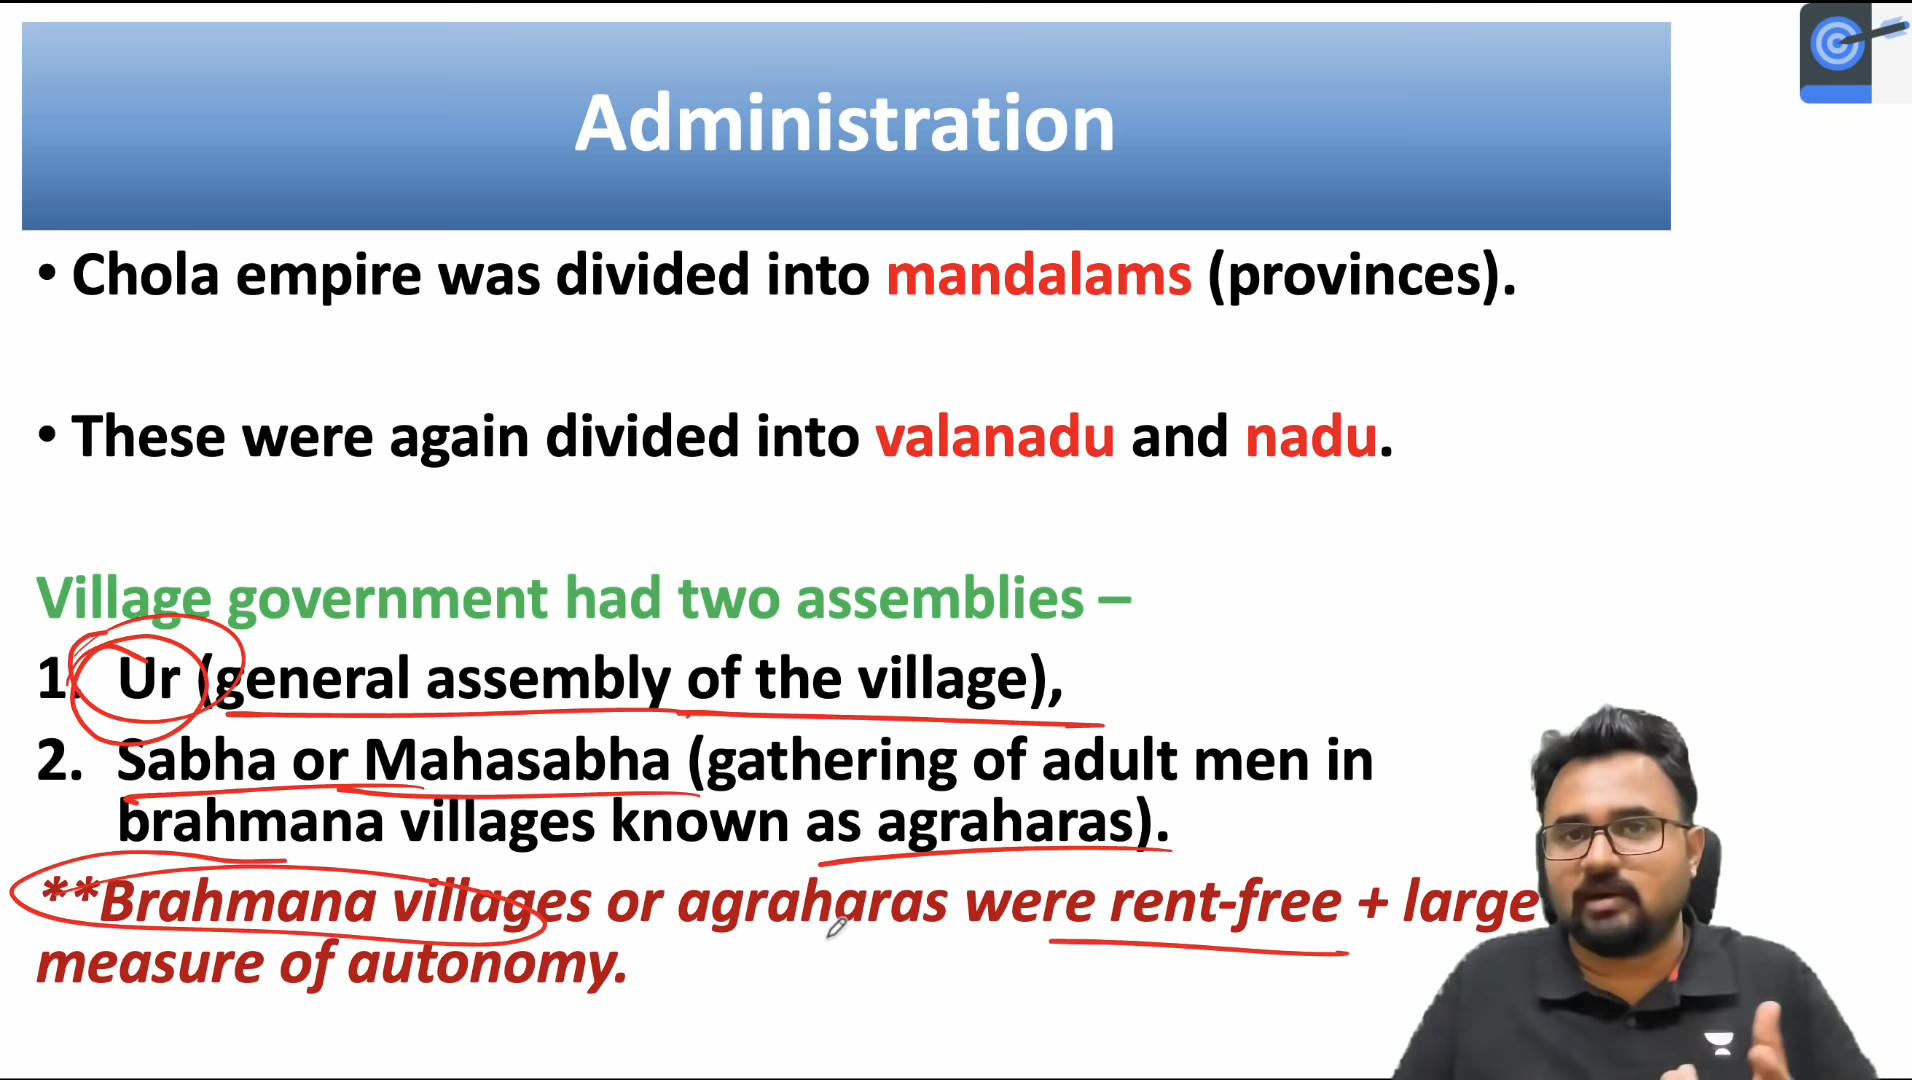 Administration
• Chola empire was divided into mandalams (provinces).
• These were again divided into valanadu and nadu.
Village government had two assemblies –
1. Ur (general assembly of the village),
2. Sabha or Mahasabha (gathering of adult men in
brahmana villages known as agraharas).
**Brahmana villages or agraharas were rent-free + large
measure of autonomy.